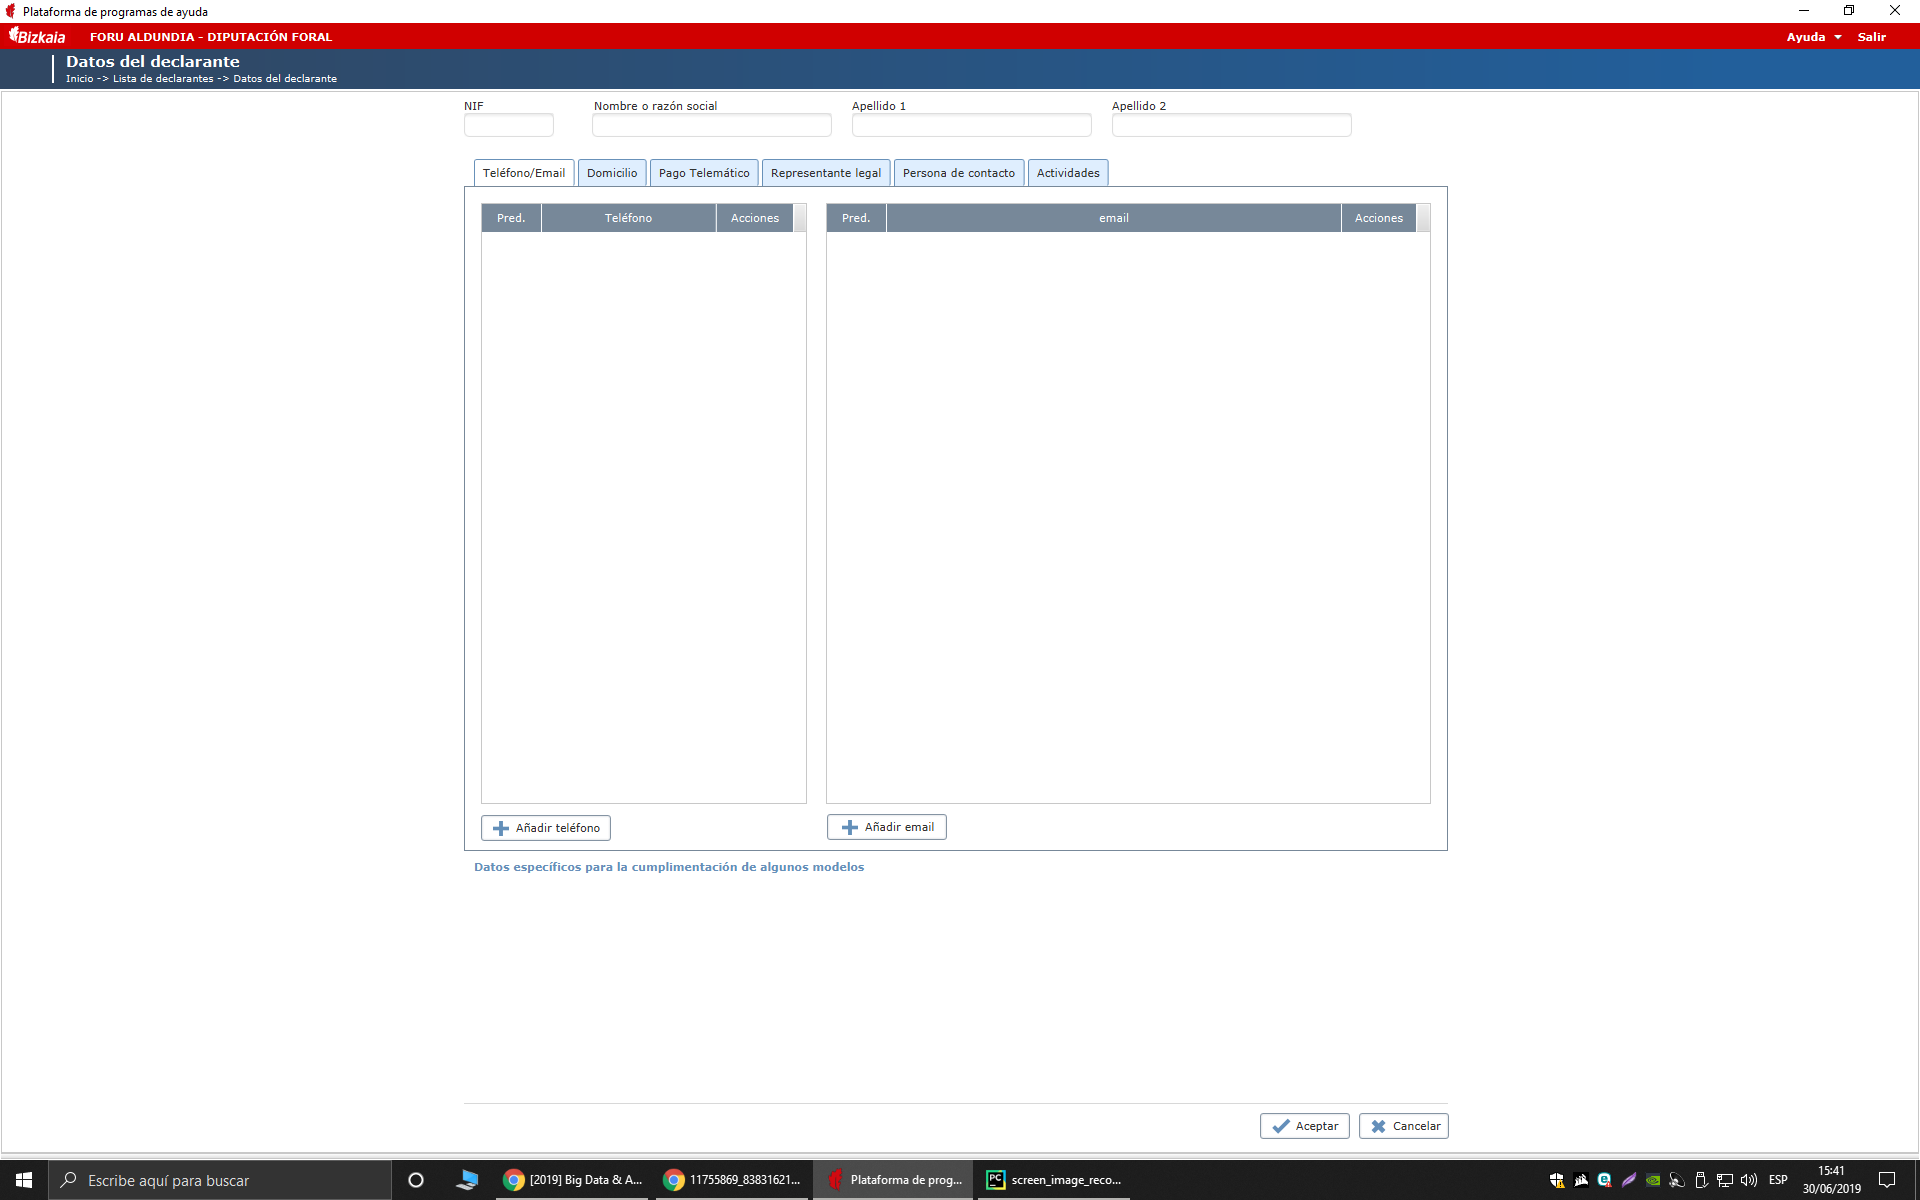 Plataforma de programas de ayuda
Bizkaia FORU ALDUNDIA - DIPUTACIÓN FORAL Ayuda Salir
Datos del declarante
Inicio -> Lista de declarantes -> Datos del declarante
NIF Nombre o razón social Apellido 1 Apellido 2
Teléfono/Email Domicilio Pago Telemático Representante legal Persona de contacto Actividades
Pred. Teléfono Acciones Pred. email Acciones
Añadir teléfono Añadir email
Datos específicos para la cumplimentación de algunos modelos
Aceptar Cancelar
Escribe aquí para buscar [2019] Big Data & A... 11755869_83831621... Plataforma de prog... PC screen_image_reco... ESP 15:41
30/06/2019